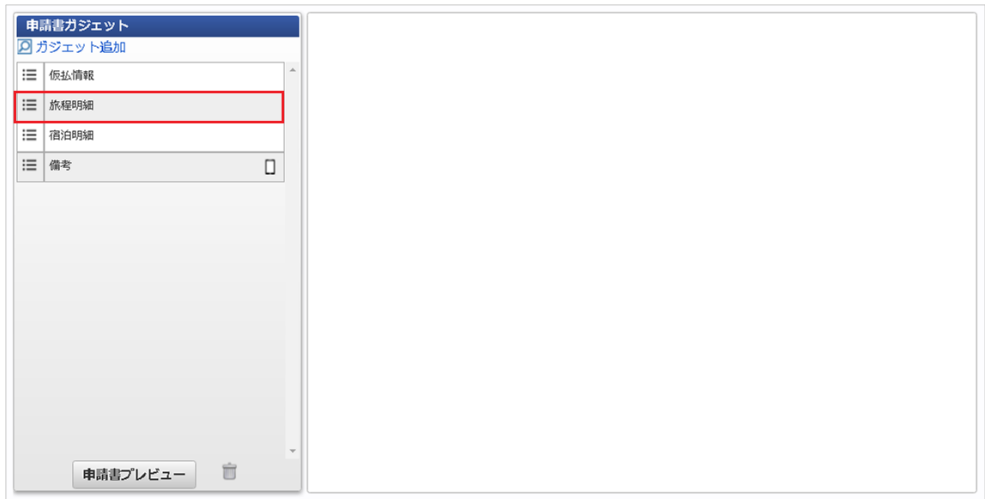 申請書ガジェット
ガジェット追加
仮払情報
旅程明細
宿泊明細
備考
申請書プレビュー